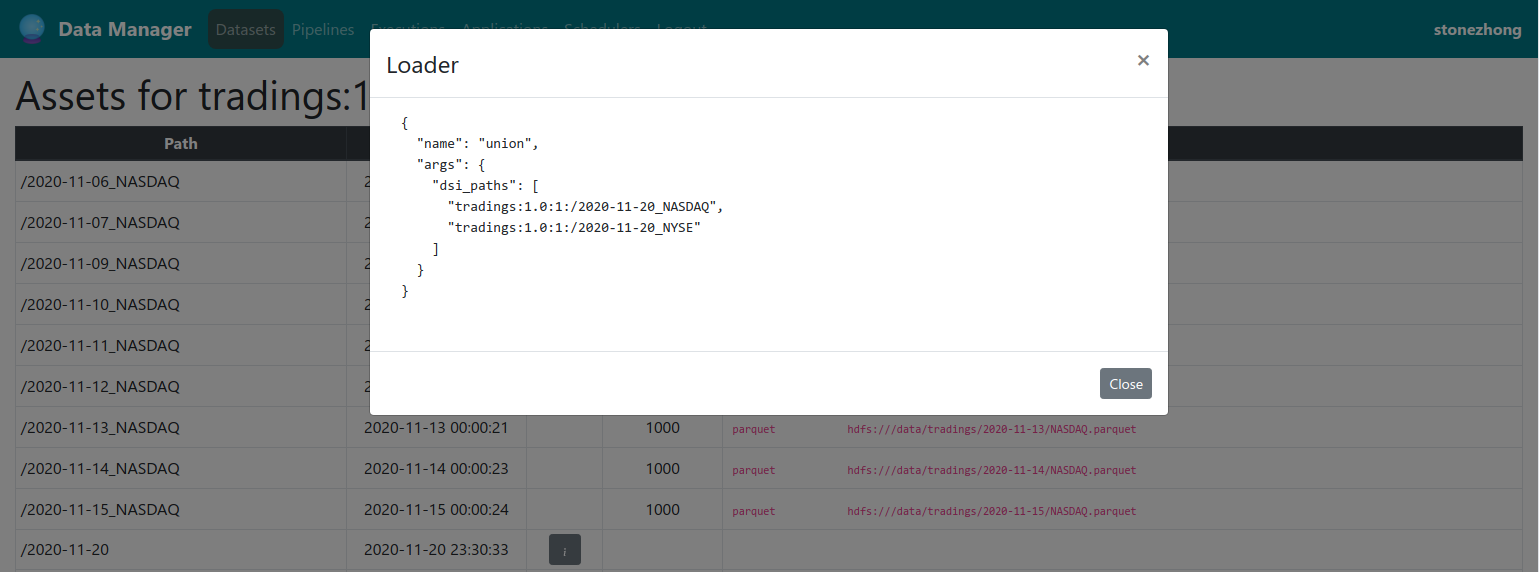 Data Manager Datasets Pipelines Executions Applications Schedulers Logout stonezhong
Assets for tradings:1
Loader ×
{
"name": "union",
"args": {
"dsi_paths": [
"tradings:1.0:1:/2020-11-20_NASDAQ",
"tradings:1.0:1:/2020-11-20_NYSE"
]
}
}
Close
Path
/2020-11-06_NASDAQ 2
/2020-11-07_NASDAQ 2
/2020-11-09_NASDAQ 2
/2020-11-10_NASDAQ 2
/2020-11-11_NASDAQ 2
/2020-11-12_NASDAQ 2
/2020-11-13_NASDAQ 2020-11-13 00:00:21 1000 parquet hdfs:///data/tradings/2020-11-13/NASDAQ.parquet
/2020-11-14_NASDAQ 2020-11-14 00:00:23 1000 parquet hdfs:///data/tradings/2020-11-14/NASDAQ.parquet
/2020-11-15_NASDAQ 2020-11-15 00:00:24 1000 parquet hdfs:///data/tradings/2020-11-15/NASDAQ.parquet
/2020-11-20 2020-11-20 23:30:33 i